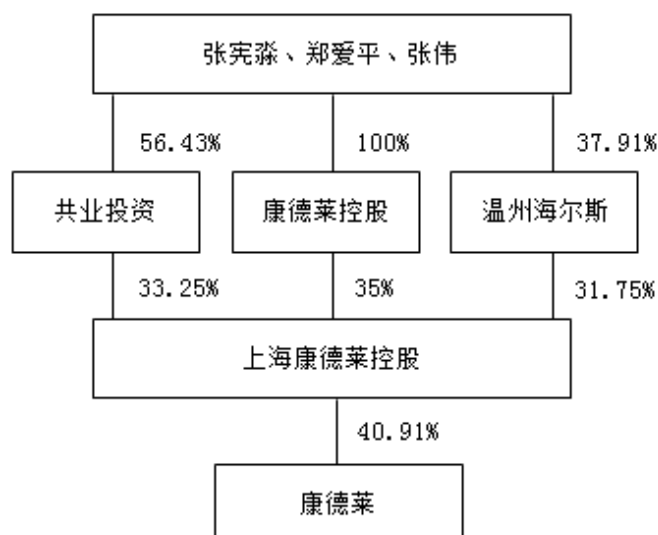 张宪淼、郑爱平、张伟
56.43%
100%
37.91%
共业投资
康德莱控股
温州海尔斯
33.25%
35%
31.75%
上海康德莱控股
40.91%
康德莱